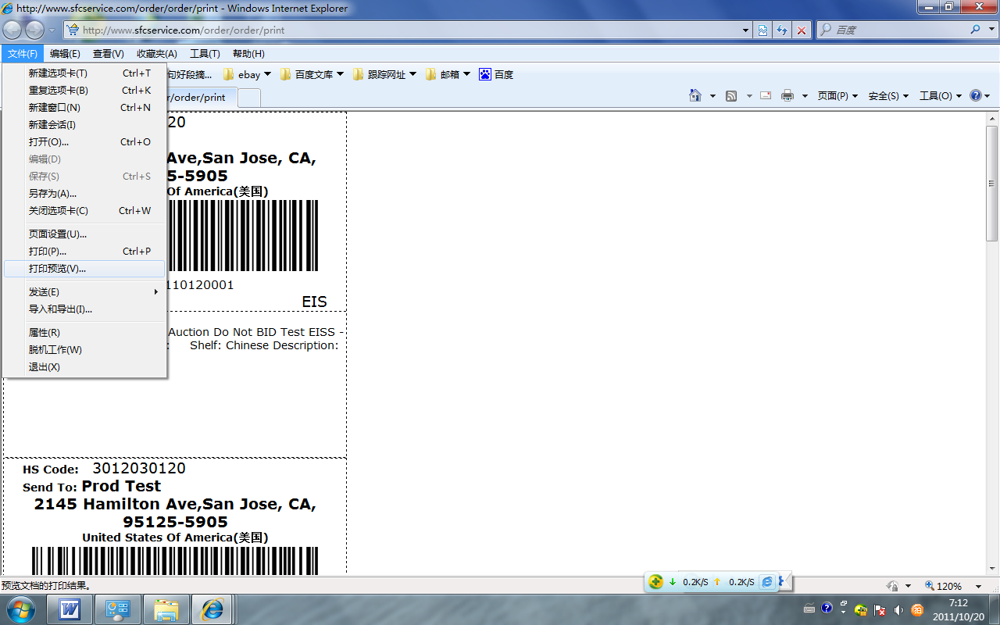 http://www.sfcservice.com/order/order/print - Windows Internet Explorer
http://www.sfcservice.com/order/order/print
百度
文件(F) 编辑(E) 查看(V) 收藏夹(A) 工具(T) 帮助(H)
句好段摘... ebay 百度文库 跟踪网址 邮箱 百度
r/order/print
页面(P) 安全(S) 工具(O)
新建选项卡(T) Ctrl+T
重复选项卡(B) Ctrl+K
新建窗口(N) Ctrl+N
新建会话(I)
打开(O)... Ctrl+O
编辑(D)
保存(S) Ctrl+S
另存为(A)...
关闭选项卡(C) Ctrl+W
页面设置(U)...
打印(P)... Ctrl+P
打印预览(V)...
发送(E)
导入和导出(I)...
属性(R)
脱机工作(W)
退出(X)
20
Ave,San Jose, CA,
5-5905
Of America(美国)
110120001
EIS
Auction Do Not BID Test EISS -
: Shelf: Chinese Description:
HS Code: 3012030120
Send To: Prod Test
2145 Hamilton Ave,San Jose, CA,
95125-5905
United States Of America(美国)
预览文档的打印结果。
0.2K/S 0.2K/S
120%
7:12
2011/10/20